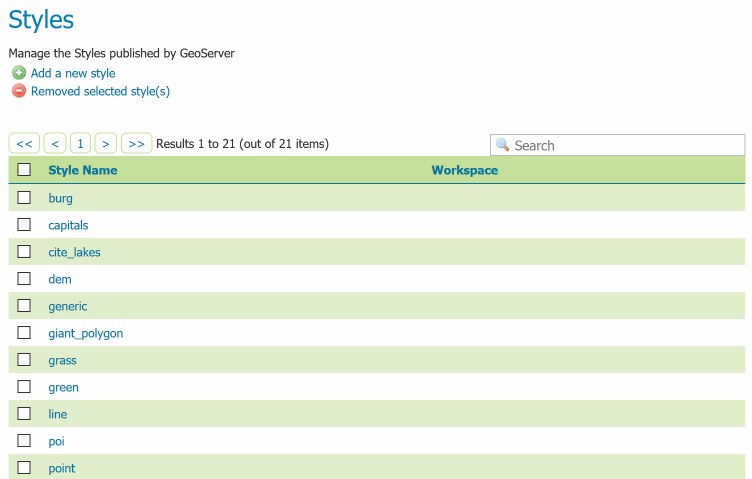 Styles
Manage the Styles published by GeoServer
Add a new style
Removed selected style(s)
<< < 1 > >> Results 1 to 21 (out of 21 items) Search
Style Name Workspace
burg
capitals
cite_lakes
dem
generic
giant_polygon
grass
green
line
poi
point